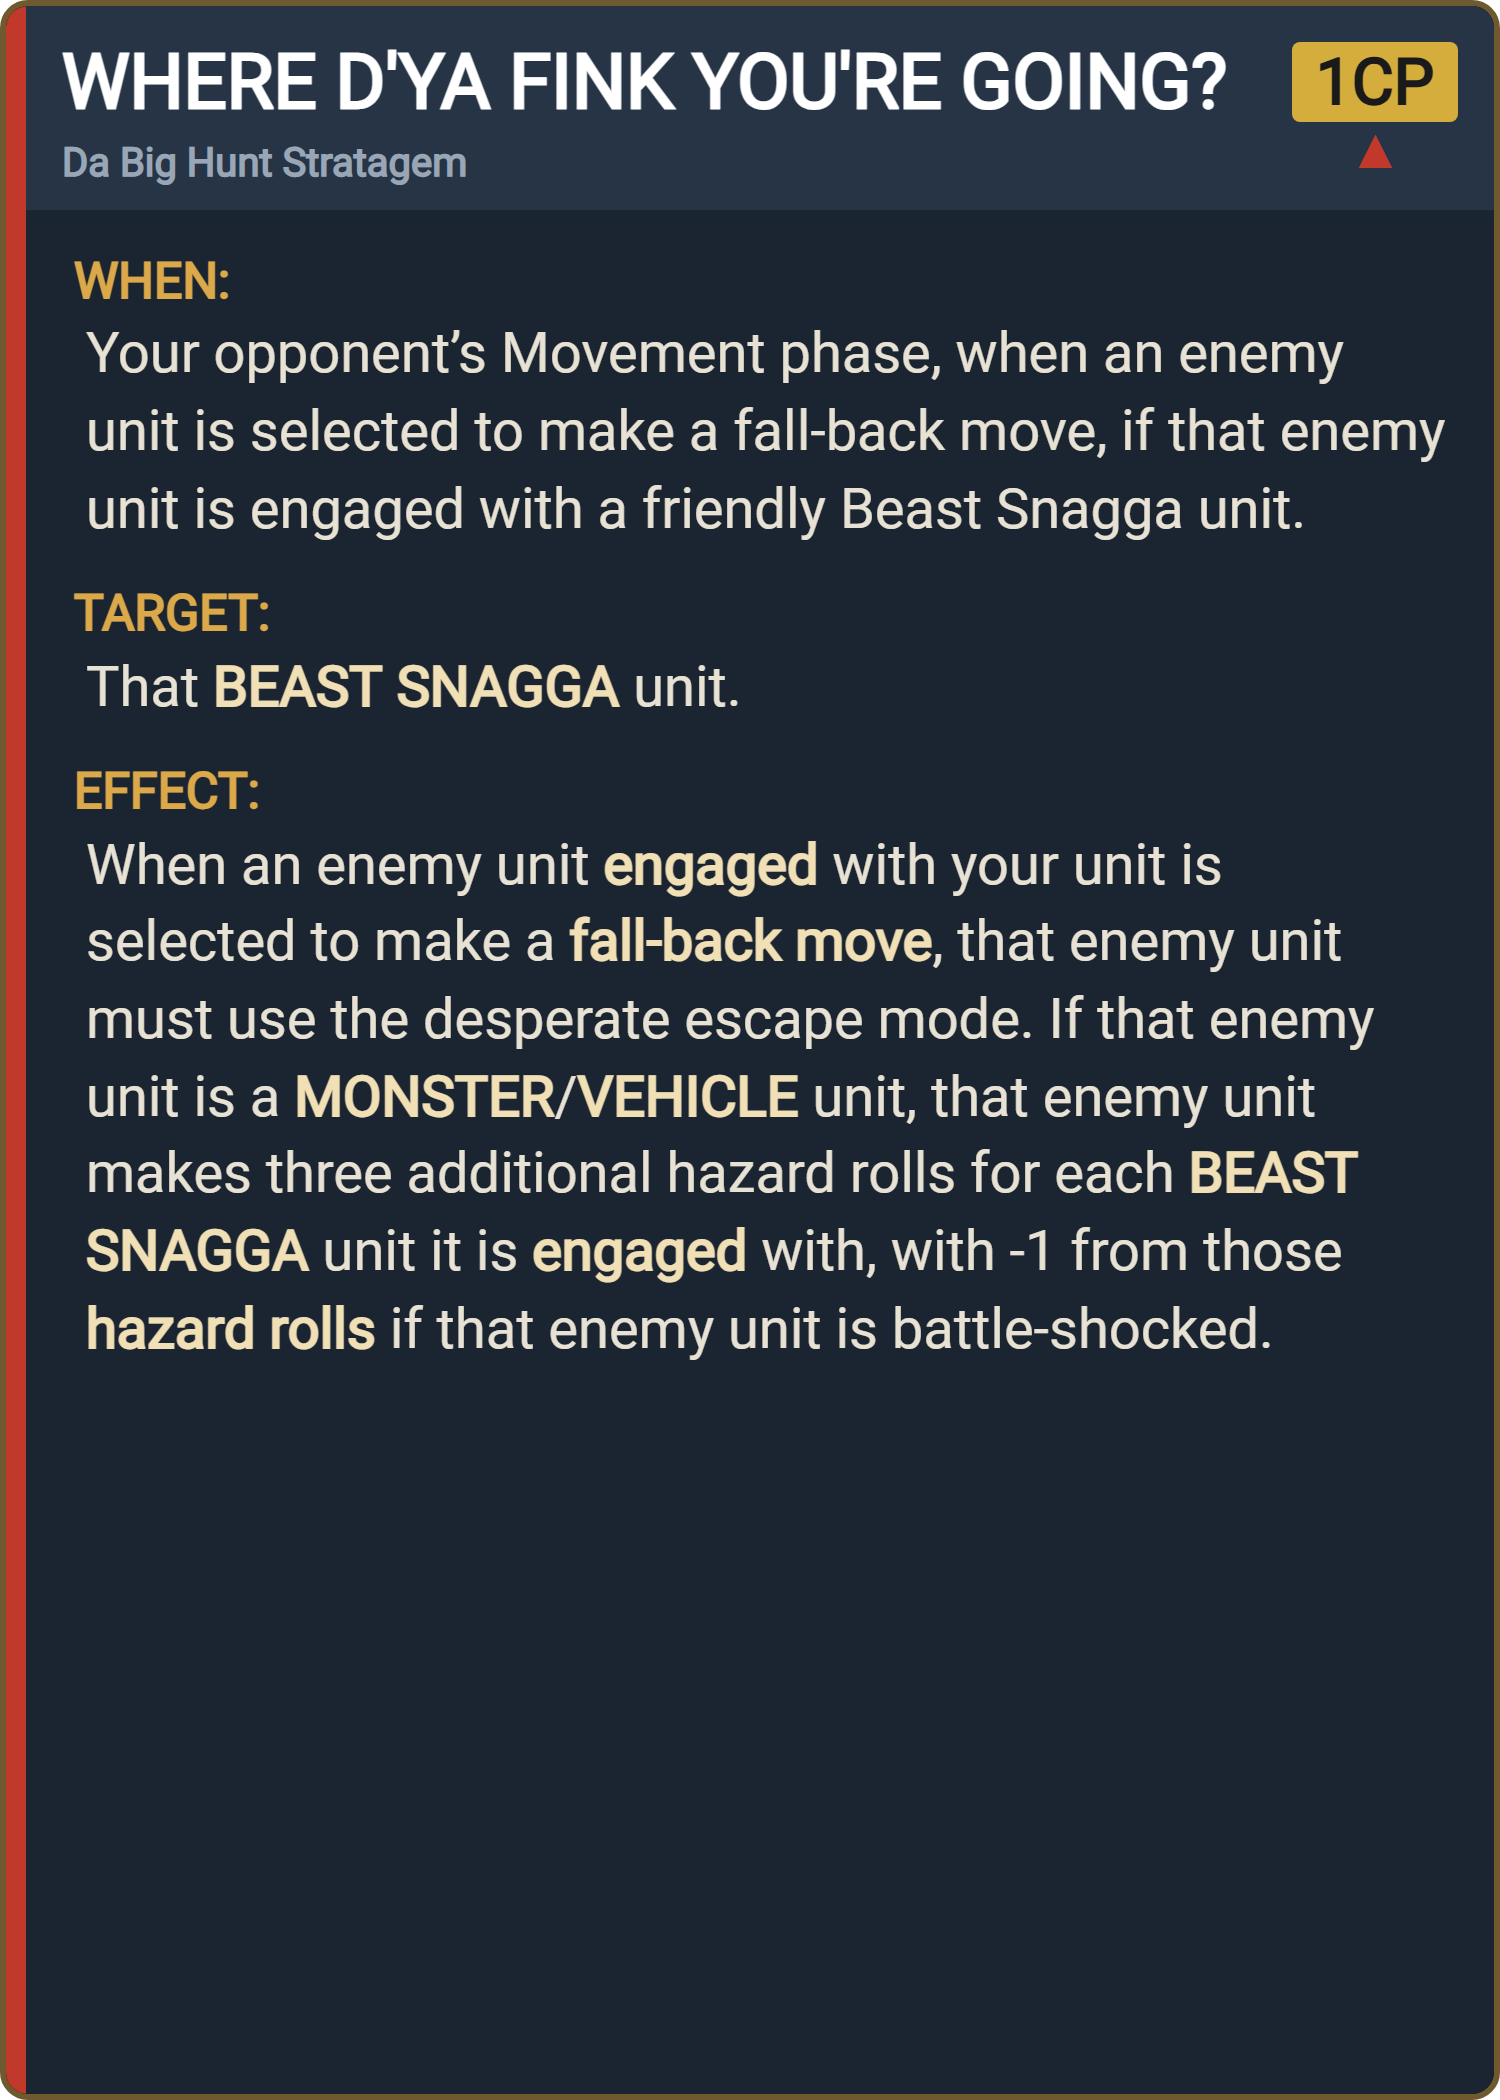 WHERE D'YA FINK YOU'RE GOING?
1CP
Da Big Hunt Stratagem
WHEN:
Your opponent’s Movement phase, when an enemy
unit is selected to make a fall-back move, if that enemy
unit is engaged with a friendly Beast Snagga unit.
TARGET:
That BEAST SNAGGA unit.
EFFECT:
When an enemy unit engaged with your unit is
selected to make a fall-back move, that enemy unit
must use the desperate escape mode. If that enemy
unit is a MONSTER/VEHICLE unit, that enemy unit
makes three additional hazard rolls for each BEAST
SNAGGA unit it is engaged with, with -1 from those
hazard rolls if that enemy unit is battle-shocked.